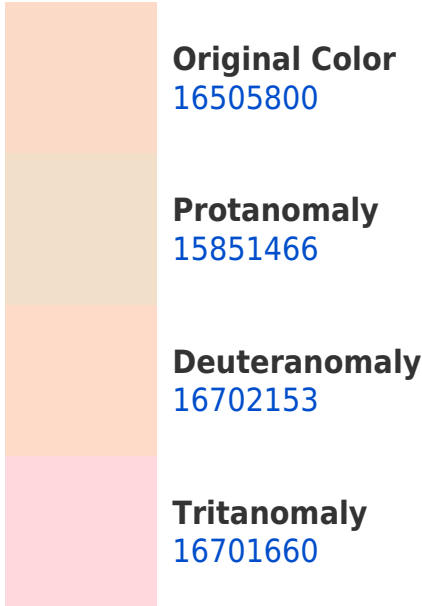 Original Color
16505800
Protanomaly
15851466
Deuteranomaly
16702153
Tritanomaly
16701660